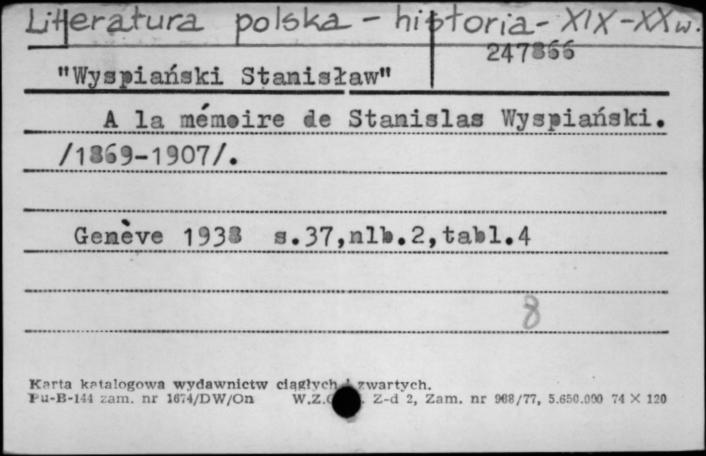 Literatura polska - historia - XIX-XX w.
247866
"Wyspiański Stanisław"
A la mémoire de Stanislas Wyspiański.
/1869-1907/.
Genève 1938 s.37,nlb.2,tabl.4
8
Karta katalogowa wydawnictw ciągłych i zwartych.
Pu-B-144 zam. nr 1674/DW/On W.Z.G. Z-d 2, Zam. nr 968/77, 5.650.000 74 × 120